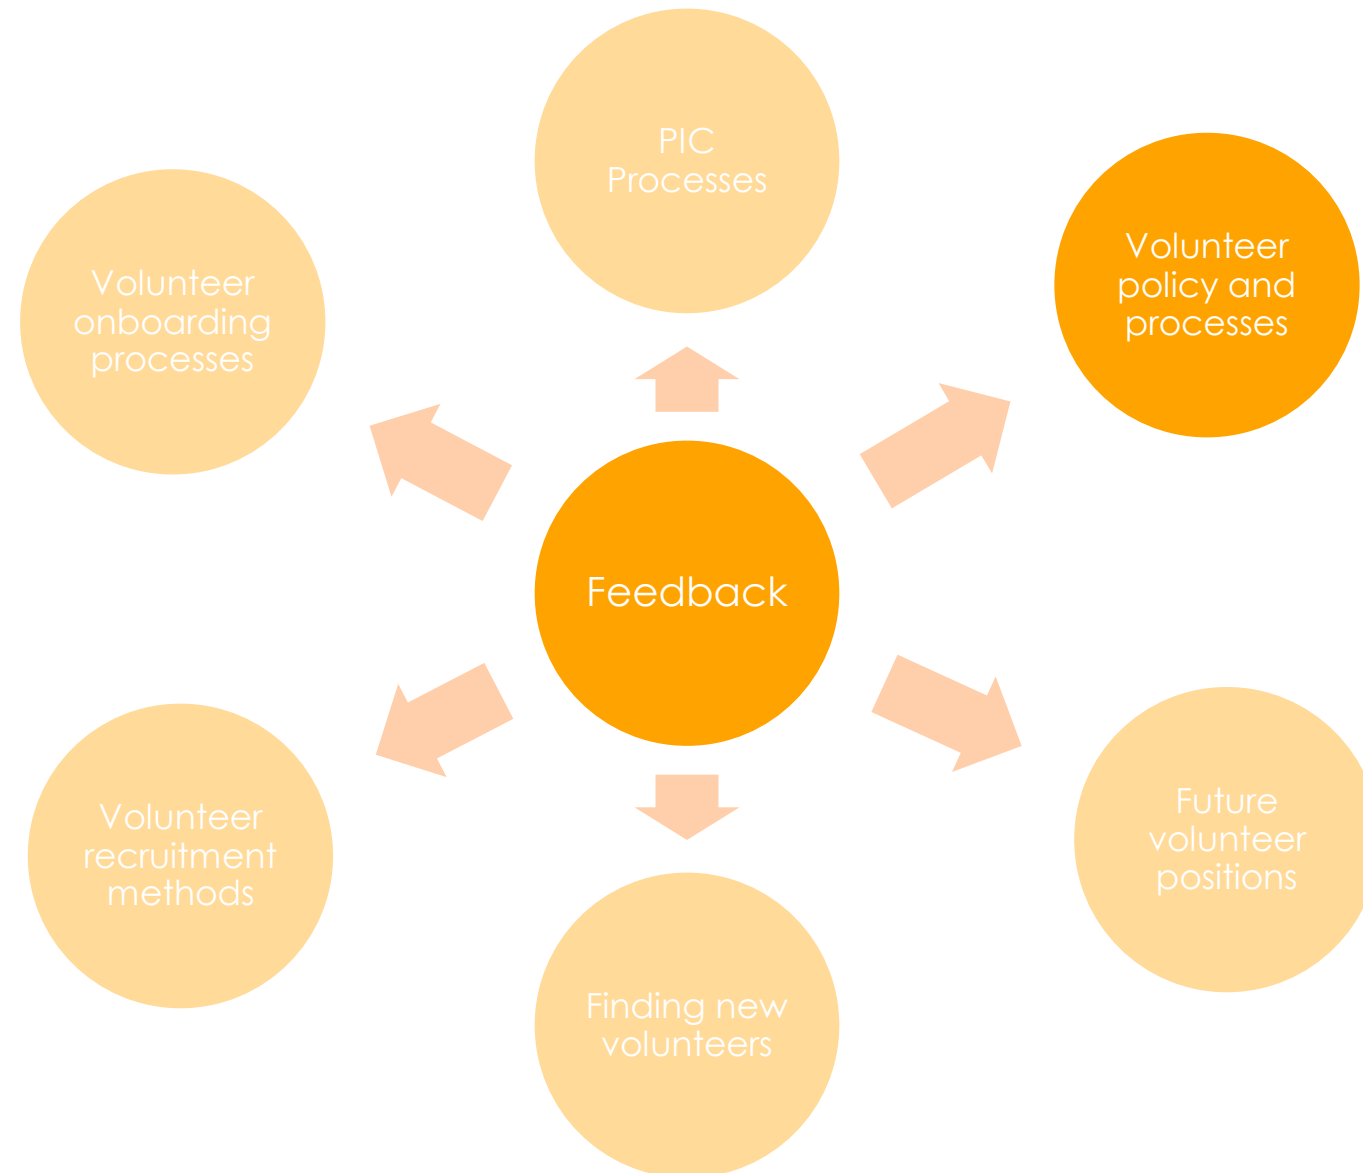 PIC
Processes
Volunteer
policy and
processes
Volunteer
onboarding
processes
Feedback
Future
volunteer
positions
Volunteer
recruitment
methods
Finding new
volunteers